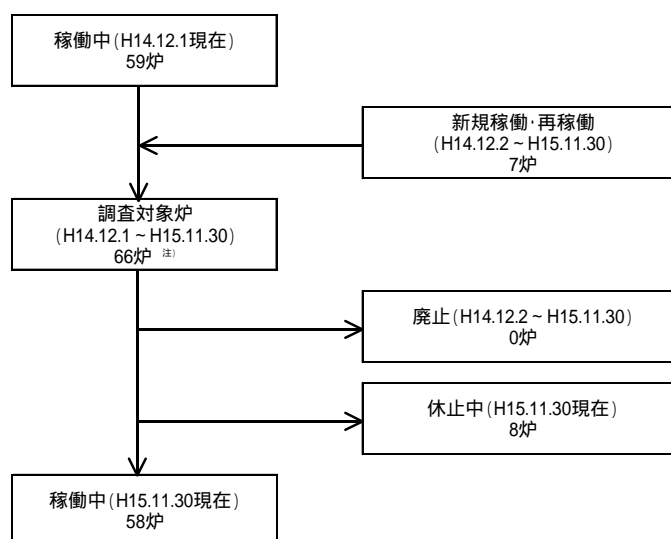 稼働中(H14.12.1現在)
59炉
新規稼働･再稼働
(H14.12.2~H15.11.30)
7炉
調査対象炉
(H14.12.1~H15.11.30)
66炉 注)
廃止(H14.12.2~H15.11.30)
0炉
休止中(H15.11.30現在)
8炉
稼働中(H15.11.30現在)
58炉